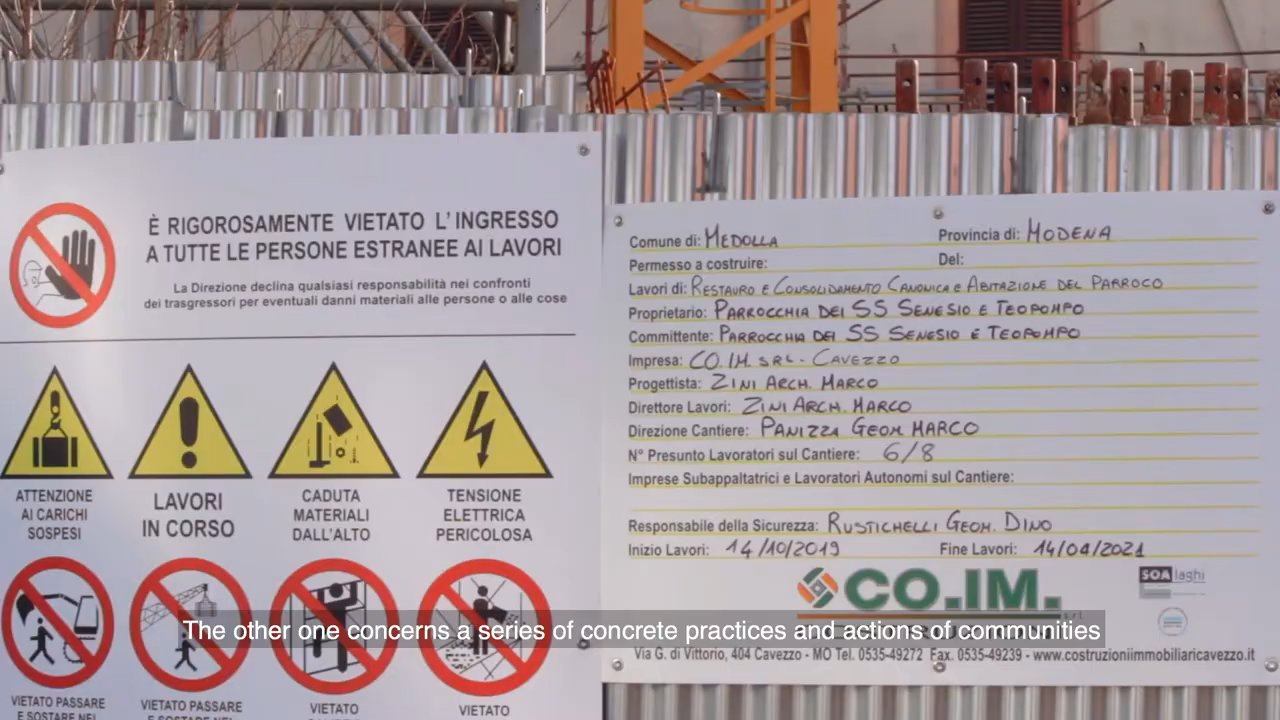 È RIGOROSAMENTE VIETATO L'INGRESSO
A TUTTE LE PERSONE ESTRANEE AI LAVORI
La Direzione declina qualsiasi responsabilità nei confronti
dei trasgressori per eventuali danni materiali alle persone o alle cose
ATTENZIONE
AI CARICHI
SOSPESI
LAVORI
IN CORSO
CADUTA
MATERIALI
DALL'ALTO
TENSIONE
ELETTRICA
PERICOLOSA
VIETATO PASSARE
E SOSTARE NEL
VIETATO PASSARE
E SOSTARE NEL
VIETATO
VIETATO
Comune di: MEDOLLA Provincia di: MODENA
Permesso a costruire: Del:
Lavori di: RESTAURO E CONSOLIDAMENTO CANONICA E ABITAZIONE DEL PARROCO
Proprietario: PARROCCHIA DEI SS SENESIO E TEOPOMPO
Committente: PARROCCHIA DEI SS SENESIO E TEOPOMPO
Impresa: CO.IM. SRL - CAVEZZO
Progettista: ZINI ARCH. MARCO
Direttore Lavori: ZINI ARCH. MARCO
Direzione Cantiere: PANIZZA GEOM MARCO
N° Presunto Lavoratori sul Cantiere: 6/8
Imprese Subappaltatrici e Lavoratori Autonomi sul Cantiere:
Responsabile della Sicurezza: RUSTICHELLI GEOM. DINO
Inizio Lavori: 14/10/2019 Fine Lavori: 14/04/2021
CO.IM.
SOA laghi
Via G. di Vittorio, 404 Cavezzo - MO Tel. 0535-49272 Fax. 0535-49239 - www.costruzioniimmobiliaricavezzo.it
The other one concerns a series of concrete practices and actions of communities